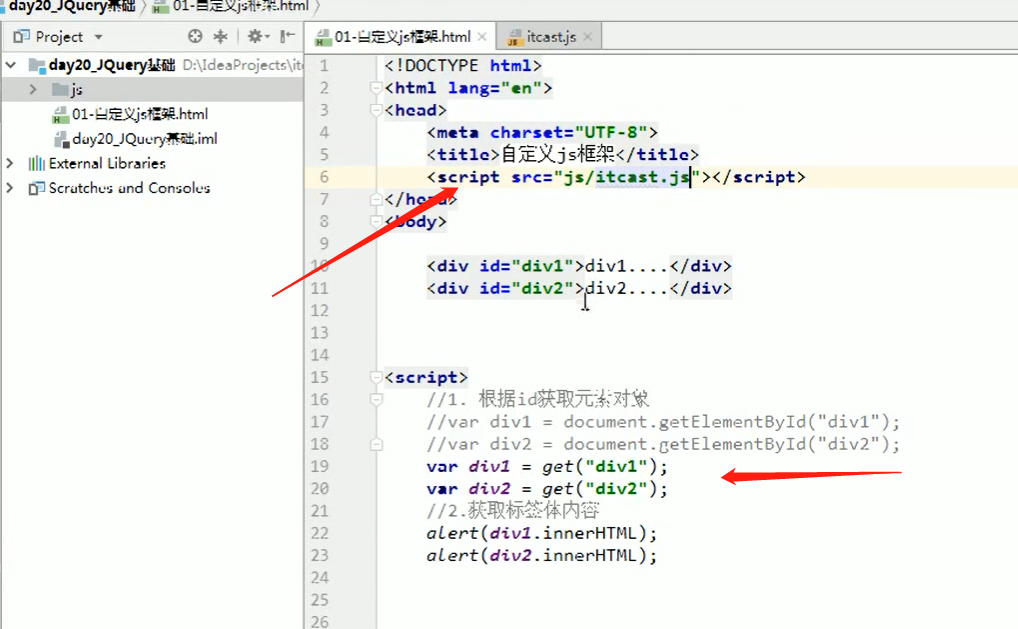 day20_JQuery基础 〉 01-自定义js框架.html 〉
Project
01-自定义js框架.html ×
itcast.js ×
day20_JQuery基础 D:\IdeaProjects\itc
js
01-自定义js框架.html
day20_JQuery基础.iml
External Libraries
Scratches and Consoles
1 <!DOCTYPE html>
2 <html lang="en">
3 <head>
4 <meta charset="UTF-8">
5 <title>自定义js框架</title>
6 <script src="js/itcast.js"></script>
7 </head>
8 <body>
9
10 <div id="div1">div1....</div>
11 <div id="div2">div2....</div>
12
13
14
15 <script>
16 //1. 根据id获取元素对象
17 //var div1 = document.getElementById("div1");
18 //var div2 = document.getElementById("div2");
19 var div1 = get("div1");
20 var div2 = get("div2");
21 //2.获取标签体内容
22 alert(div1.innerHTML);
23 alert(div2.innerHTML);
24
25
26